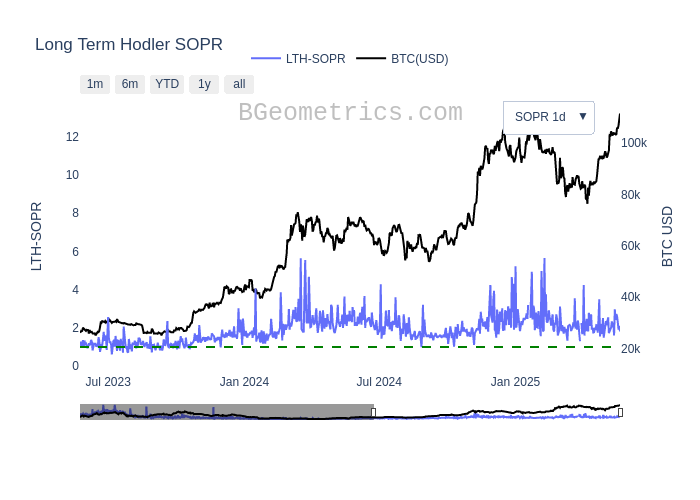 Long Term Hodler SOPR
LTH-SOPR BTC(USD)
1m 6m YTD 1y all
BGeometrics.com
SOPR 1d ▼
12
10
8
6
4
2
0
LTH-SOPR
100k
80k
60k
40k
20k
BTC USD
Jul 2023 Jan 2024 Jul 2024 Jan 2025